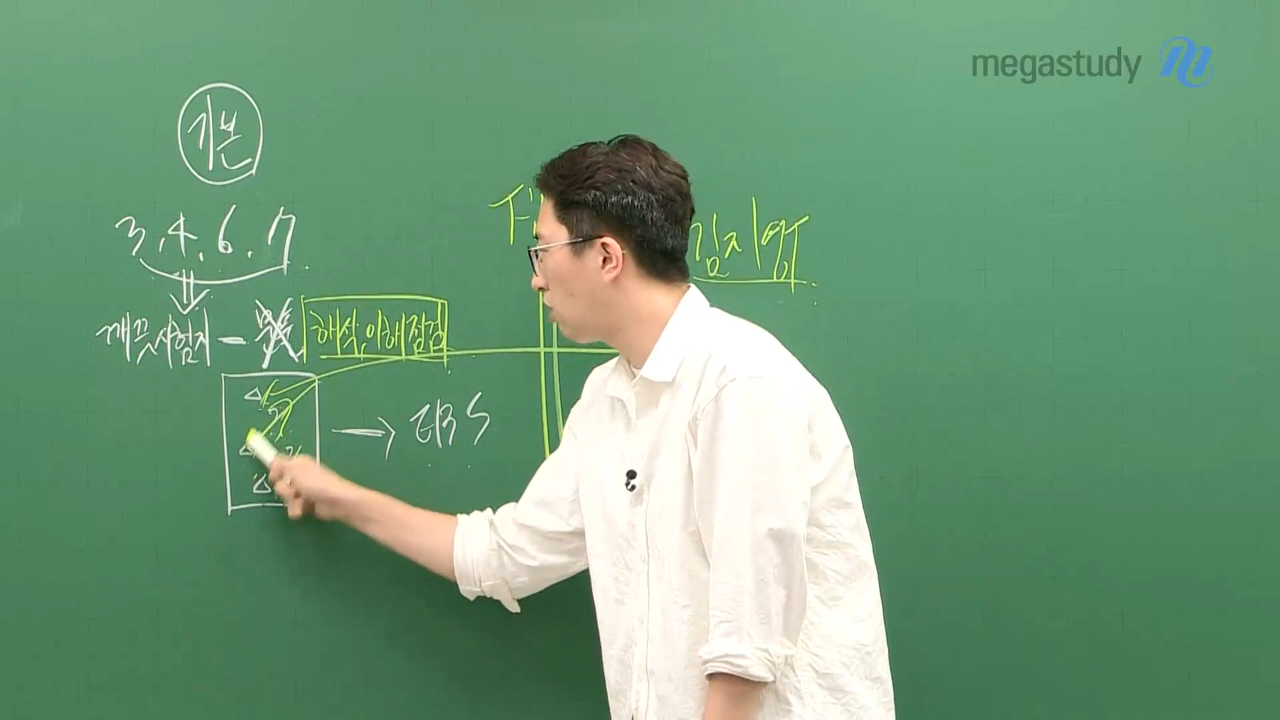 megastudy
기본
3, 4, 6, 7
김지영
깨끗시험지 - 해석, 이해점검
→ EBS